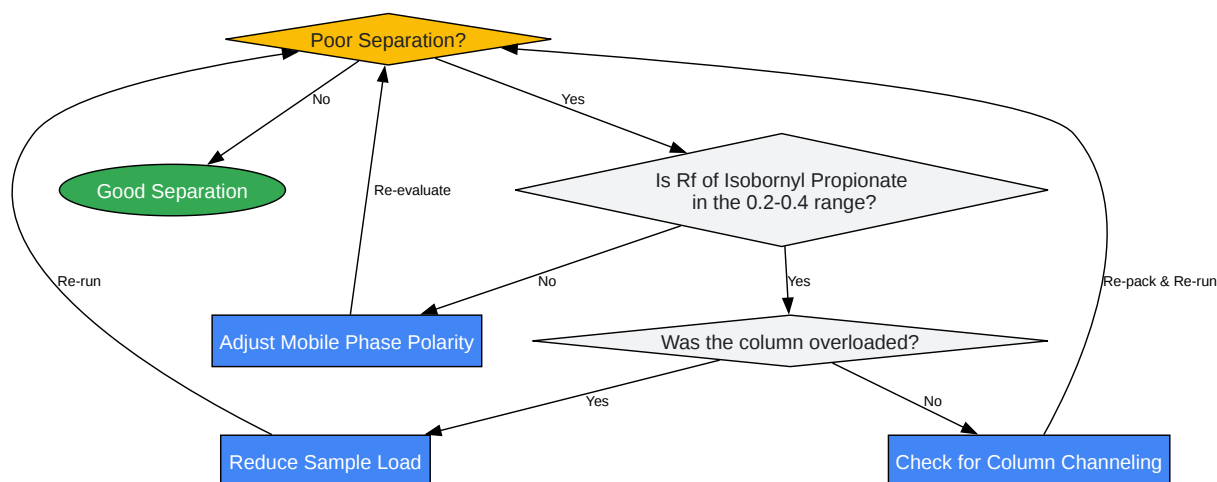 Poor Separation?
No
Yes
Good Separation
Re-evaluate
Is Rf of Isobornyl Propionate
in the 0.2-0.4 range?
Re-run
No
Yes
Re-pack & Re-run
Adjust Mobile Phase Polarity
Was the column overloaded?
Yes
No
Reduce Sample Load
Check for Column Channeling